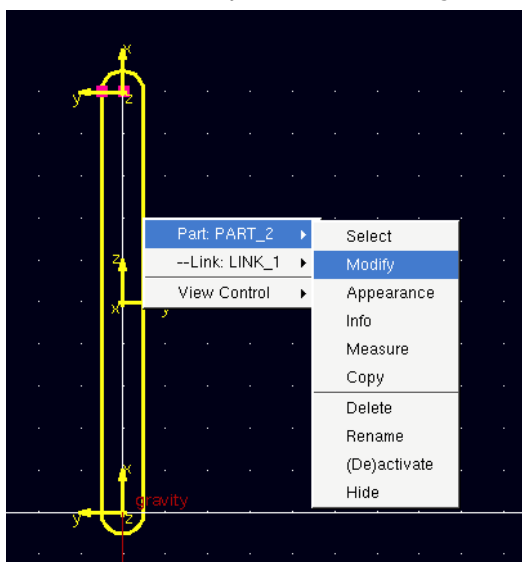 x
y
z
Part: PART_2
Select
--Link: LINK_1
Modify
z
View Control
Appearance
x
y
Info
Measure
Copy
Delete
Rename
(De)activate
x
gravity
Hide
y
z